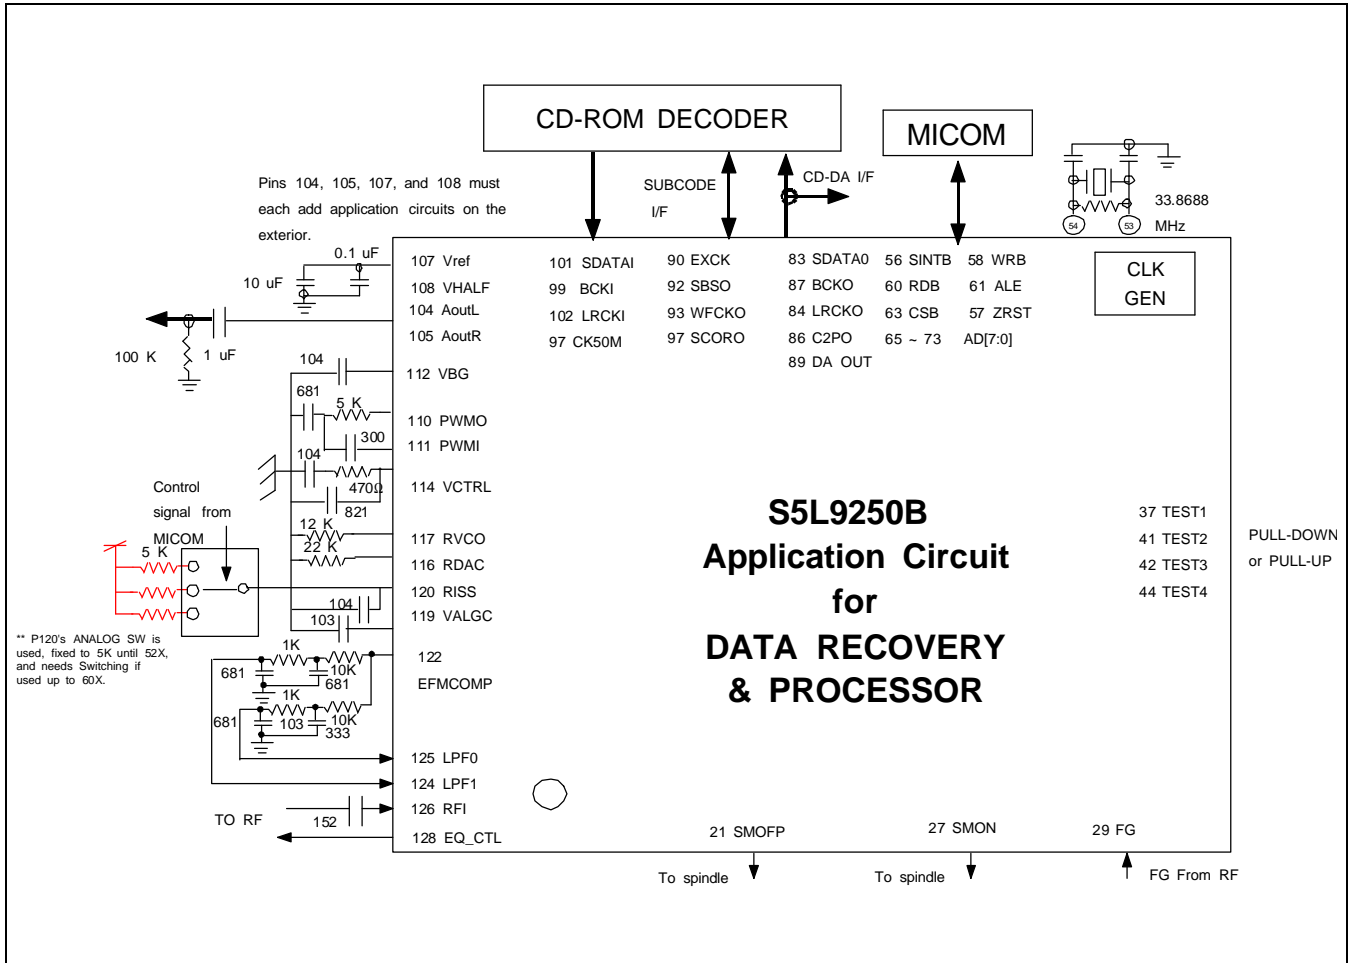 CD-ROM DECODER
MICOM
Pins 104, 105, 107, and 108 must
each add application circuits on the
exterior.
SUBCODE
I/F
CD-DA I/F
33.8688
MHz
54
53
0.1 uF
10 uF
100 K
1 uF
107 Vref
108 VHALF
104 AoutL
105 AoutR
101 SDATAI
99 BCKI
102 LRCKI
97 CK50M
90 EXCK
92 SBSO
93 WFCKO
97 SCORO
83 SDATA0
87 BCKO
84 LRCKO
86 C2PO
89 DA OUT
56 SINTB
60 RDB
63 CSB
65 ~ 73
58 WRB
61 ALE
57 ZRST
AD[7:0]
CLK
GEN
104
112 VBG
681
5 K
110 PWMO
300
111 PWMI
104
470Ω
114 VCTRL
821
12 K
117 RVCO
22 K
116 RDAC
120 RISS
104
119 VALGC
103
Control
signal from
MICOM
5 K
** P120's ANALOG SW is
used, fixed to 5K until 52X,
and needs Switching if
used up to 60X.
1K
10K
681
681
122
EFMCOMP
1K
10K
681
103
333
125 LPF0
124 LPF1
126 RFI
TO RF
152
128 EQ_CTL
S5L9250B
Application Circuit
for
DATA RECOVERY
& PROCESSOR
37 TEST1
41 TEST2
42 TEST3
44 TEST4
PULL-DOWN
or PULL-UP
21 SMOFP
27 SMON
29 FG
To spindle
To spindle
FG From RF